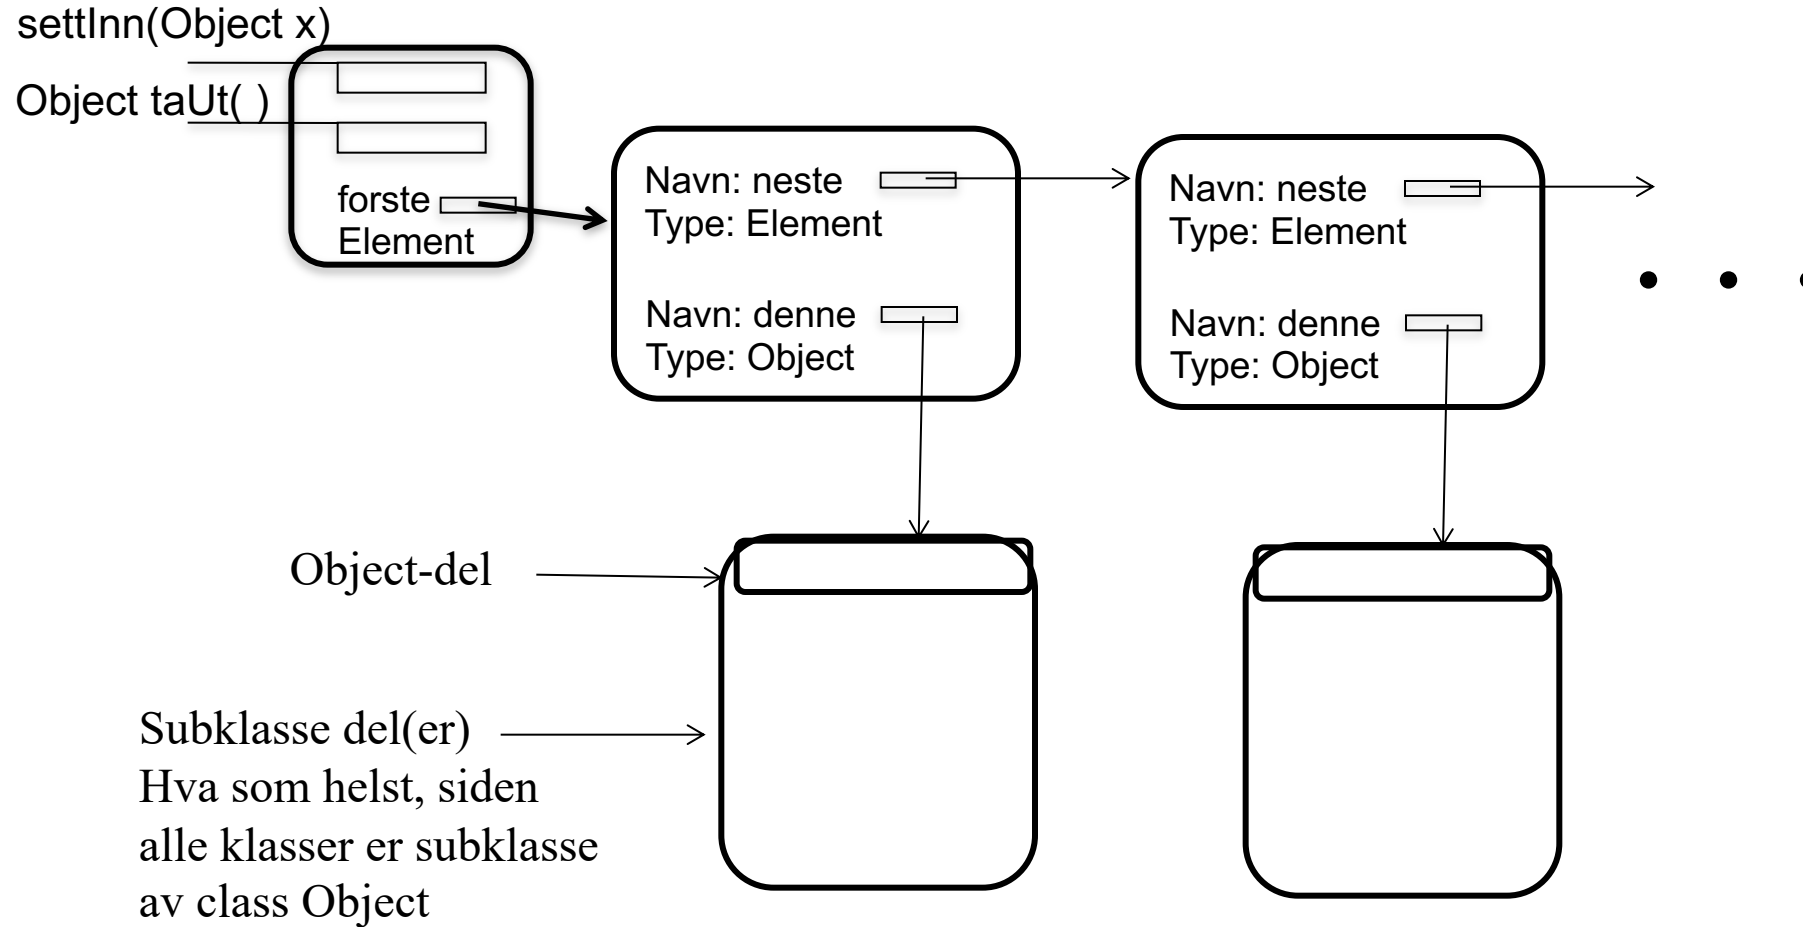 settInn(Object x)
Object taUt( )
forste
Element
Navn: neste
Type: Element
Navn: denne
Type: Object
Navn: neste
Type: Element
Navn: denne
Type: Object
Object-del
Subklasse del(er)
Hva som helst, siden
alle klasser er subklasse
av class Object